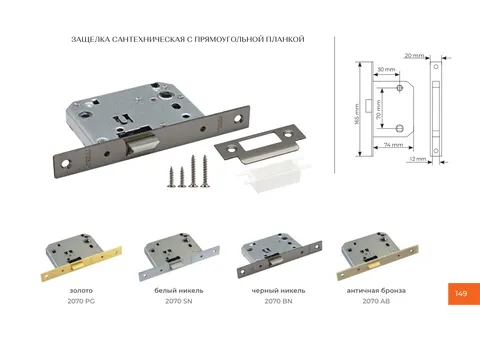 ЗАЩЕЛКА САНТЕХНИЧЕСКАЯ С ПРЯМОУГОЛЬНОЙ ПЛАНКОЙ
20 mm
30 mm
165 mm
70 mm
74 mm
12 mm
золото
2070 PG
белый никель
2070 SN
черный никель
2070 BN
античная бронза
2070 AB
149